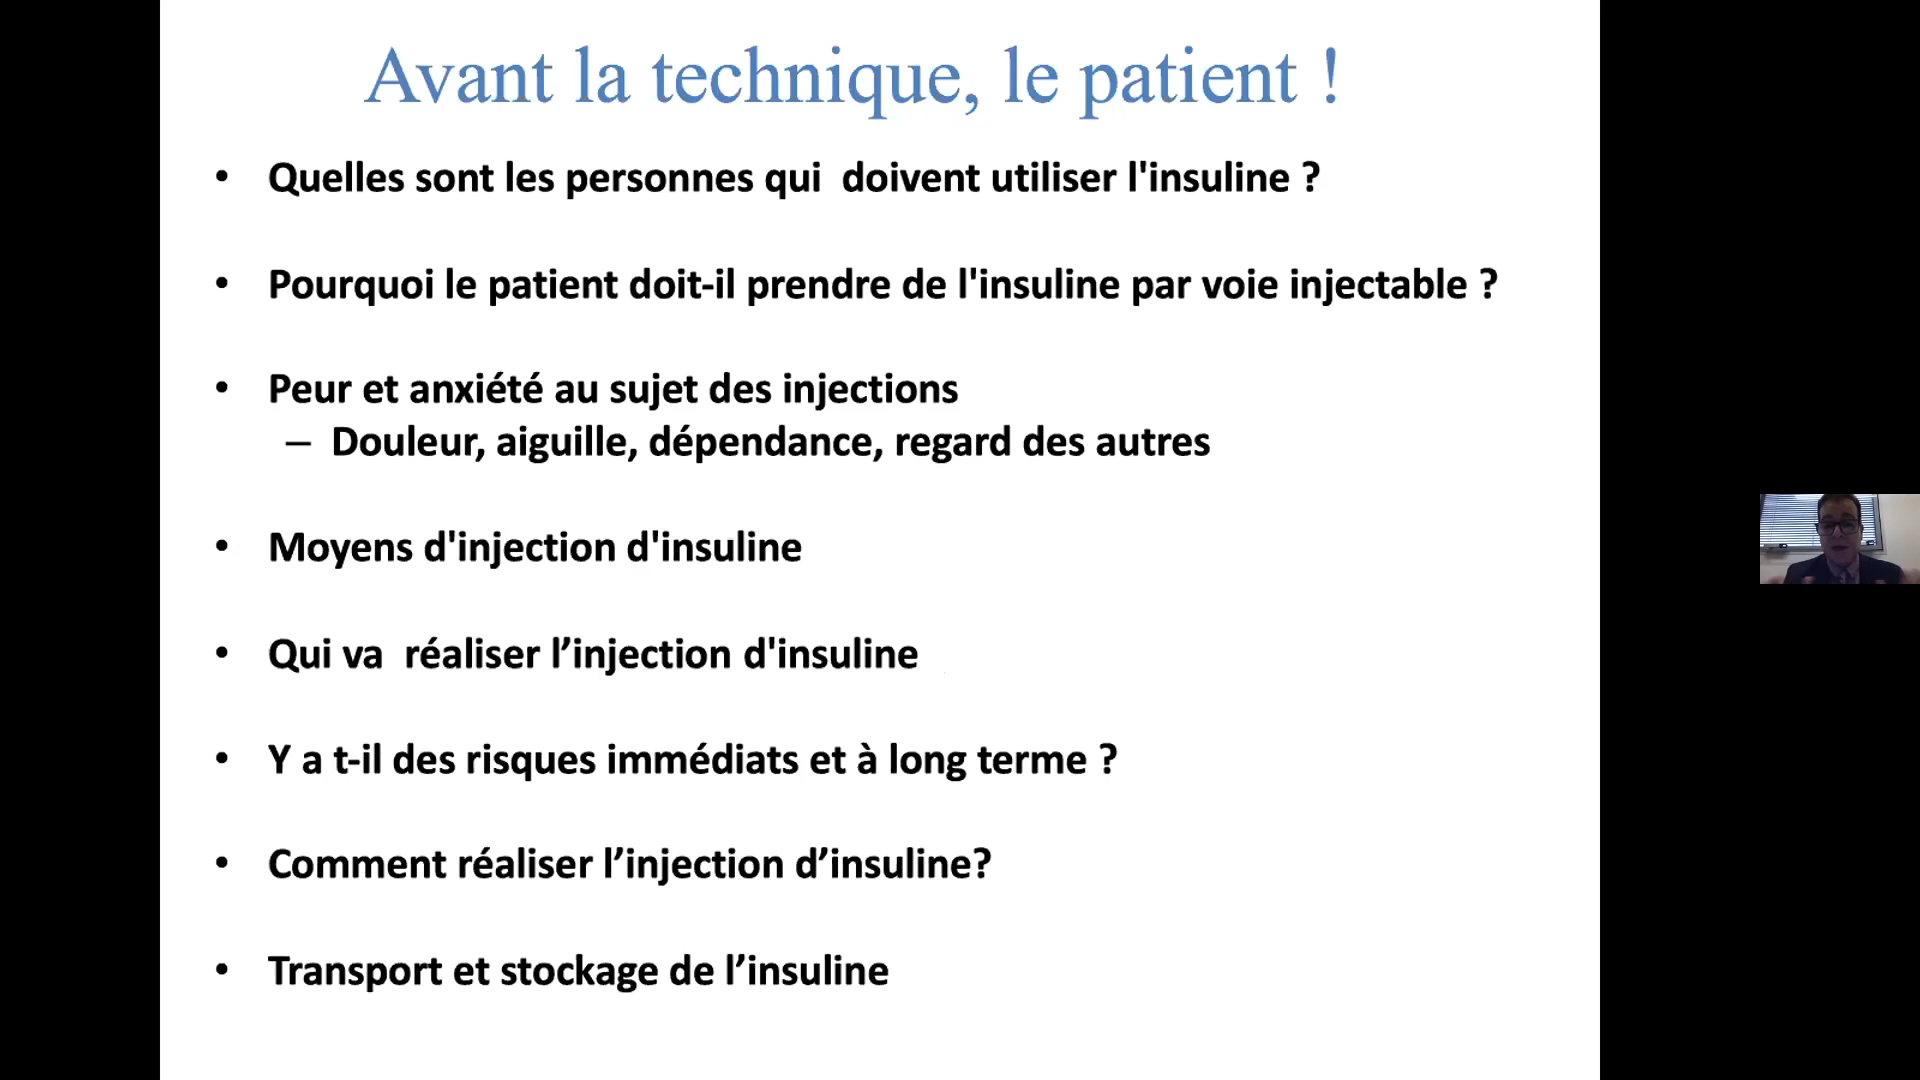 Avant la technique, le patient !
• Quelles sont les personnes qui  doivent utiliser l'insuline ?
• Pourquoi le patient doit-il prendre de l'insuline par voie injectable ?
• Peur et anxiété au sujet des injections
– Douleur, aiguille, dépendance, regard des autres
• Moyens d'injection d'insuline
• Qui va  réaliser l’injection d'insuline
• Y a t-il des risques immédiats et à long terme ?
• Comment réaliser l’injection d’insuline?
• Transport et stockage de l’insuline